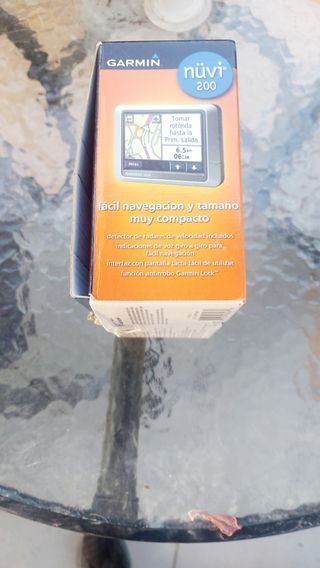 GARMIN
nüvi®
200
Tomar
rotonda
hasta la
Prim. salida
6.5
06:
fácil navegación y tamaño
muy compacto
detector de radares de velocidad incluidos
indicaciones de voz giro a giro para
fácil navegación
interfaz con pantalla táctil fácil de utilizar
función antirrobo Garmin Lock™